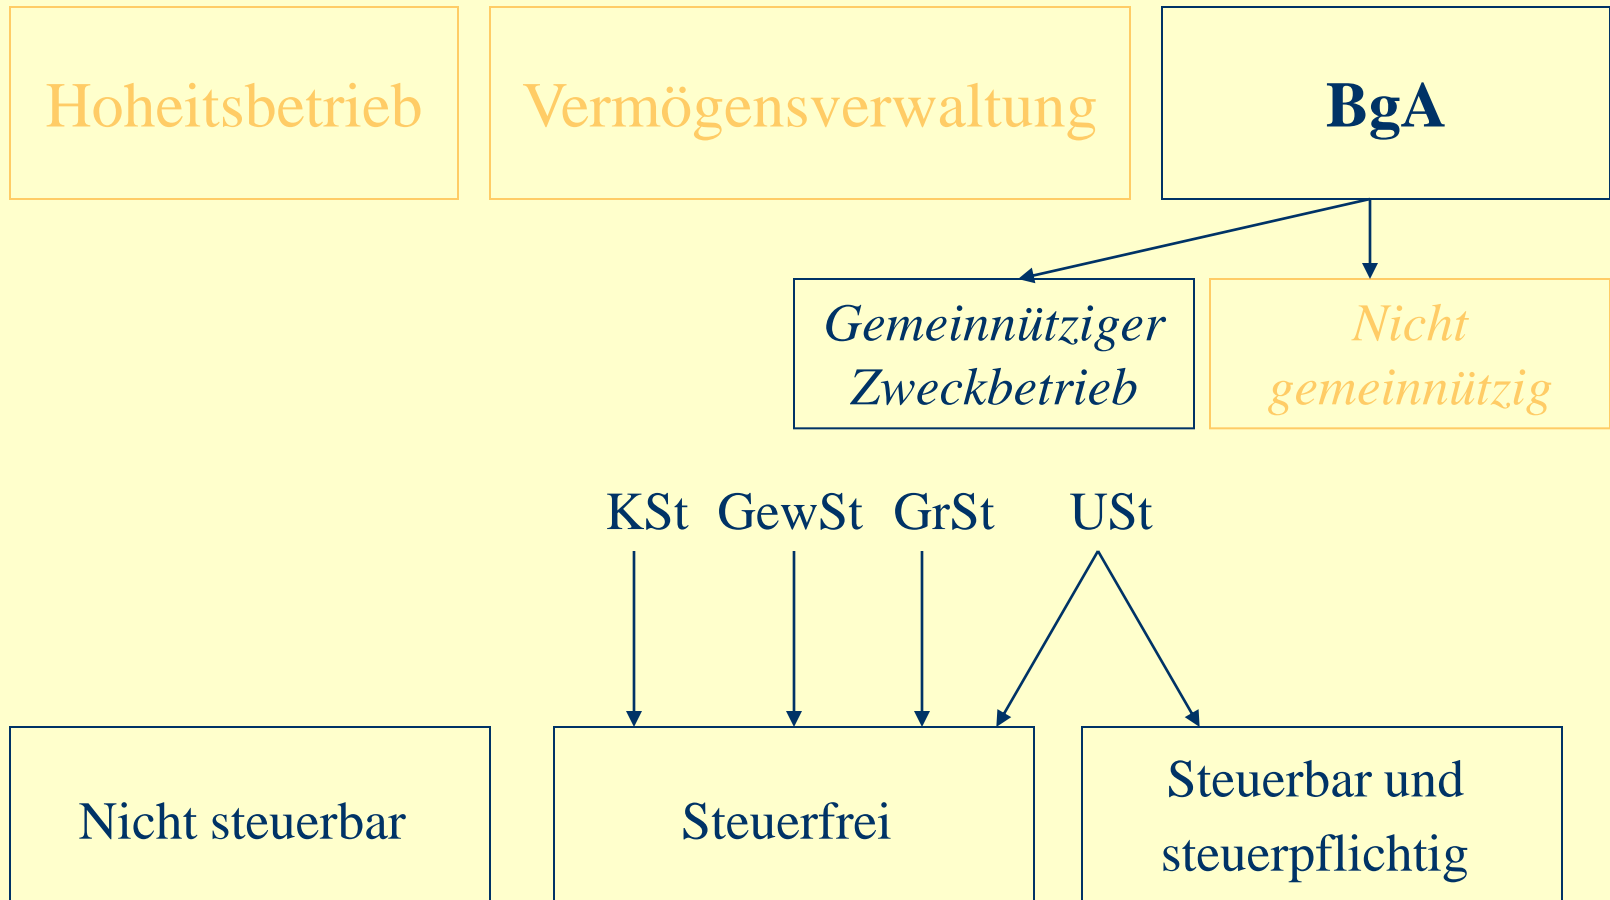 Hoheitsbetrieb
Vermögensverwaltung
BgA
Gemeinnütziger
Zweckbetrieb
Nicht
gemeinnützig
KSt GewSt GrSt USt
Nicht steuerbar
Steuerfrei
Steuerbar und
steuerpflichtig